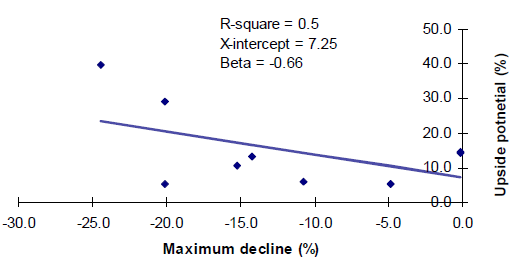 R-square = 0.5
X-intercept = 7.25
Beta = -0.66
50.0
40.0
30.0
20.0
10.0
0.0
Upside potnetial (%)
-30.0 -25.0 -20.0 -15.0 -10.0 -5.0 0.0
Maximum decline (%)